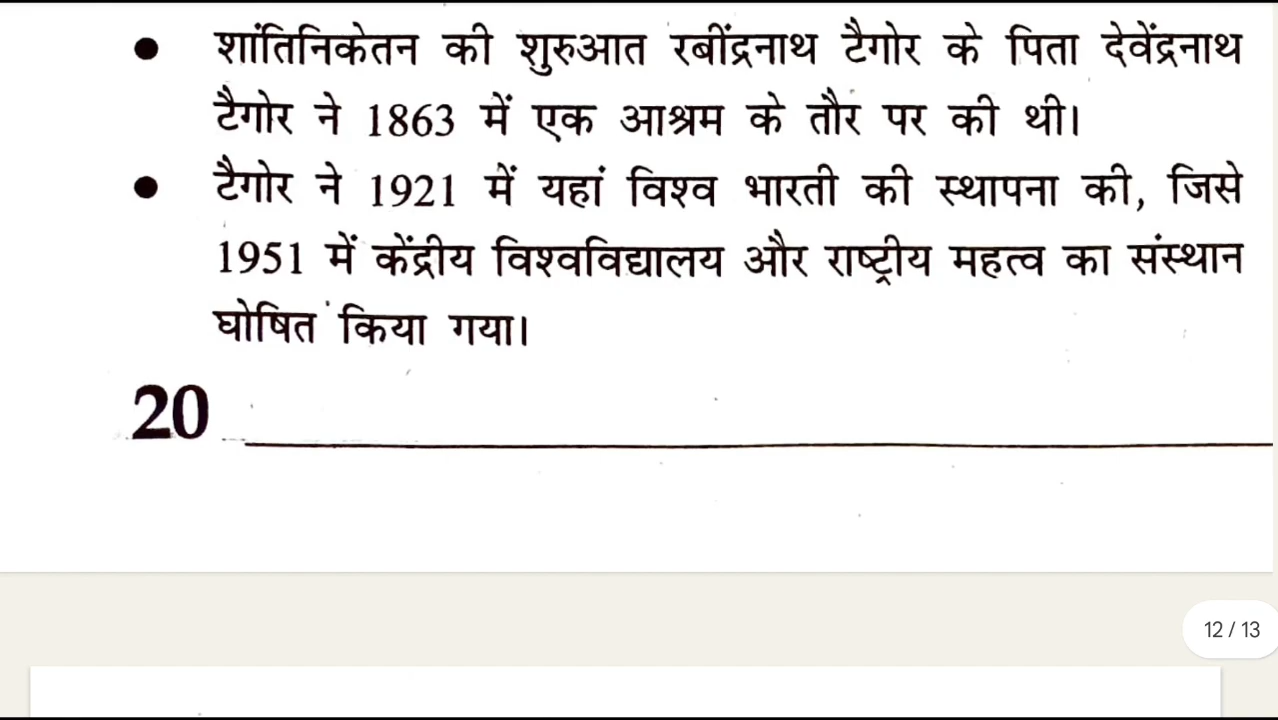 ● शांतिनिकेतन की शुरुआत रबींद्रनाथ टैगोर के पिता देवेंद्रनाथ
टैगोर ने 1863 में एक आश्रम के तौर पर की थी।
● टैगोर ने 1921 में यहां विश्व भारती की स्थापना की, जिसे
1951 में केंद्रीय विश्वविद्यालय और राष्ट्रीय महत्व का संस्थान
घोषित किया गया।
20
12 / 13